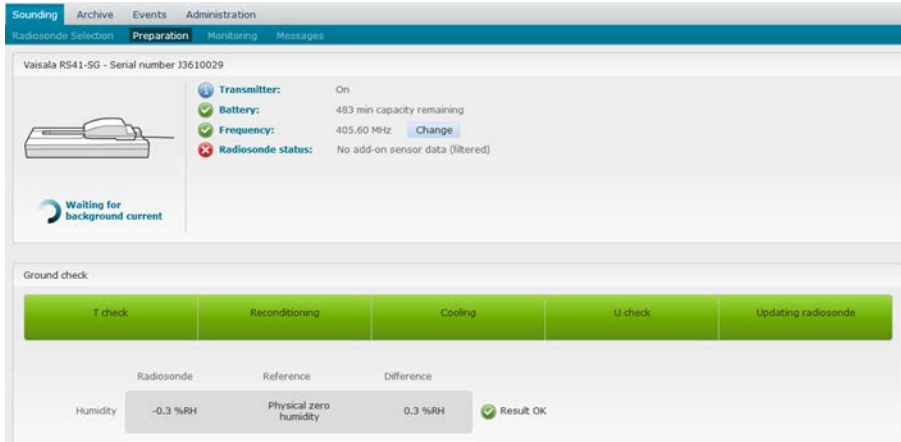 Sounding Archive Events Administration
Radiosonde Selection Preparation Monitoring Messages
Vaisala RS41-SG - Serial number J3610029
Transmitter: On
Battery: 483 min capacity remaining
Frequency: 405.60 MHz Change
Radiosonde status: No add-on sensor data (filtered)
Waiting for
background current
Ground check
T check Reconditioning Cooling U check Updating radiosonde
Radiosonde Reference Difference
Humidity -0.3 %RH Physical zero humidity 0.3 %RH Result OK